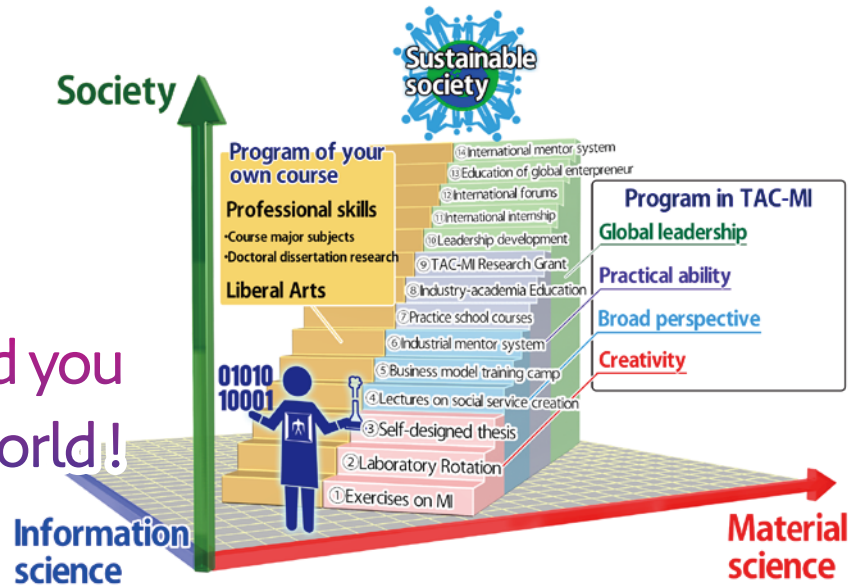 Sustainable
society
Society
Program of your
own course
Professional skills
・Course major subjects
・Doctoral dissertation research
Liberal Arts
⑭International mentor system
⑬Education of global enterpreneur
⑫International forums
⑪International internship
⑩Leadership development
⑨TAC-MI Research Grant
⑧Industry-academia Education
⑦Practice school courses
⑥Industrial mentor system
⑤Business model training camp
④Lectures on social service creation
③Self-designed thesis
②Laboratory Rotation
①Exercises on MI
Program in TAC-MI
Global leadership
Practical ability
Broad perspective
Creativity
d you
orld !
01010
10001
Information
science
Material
science